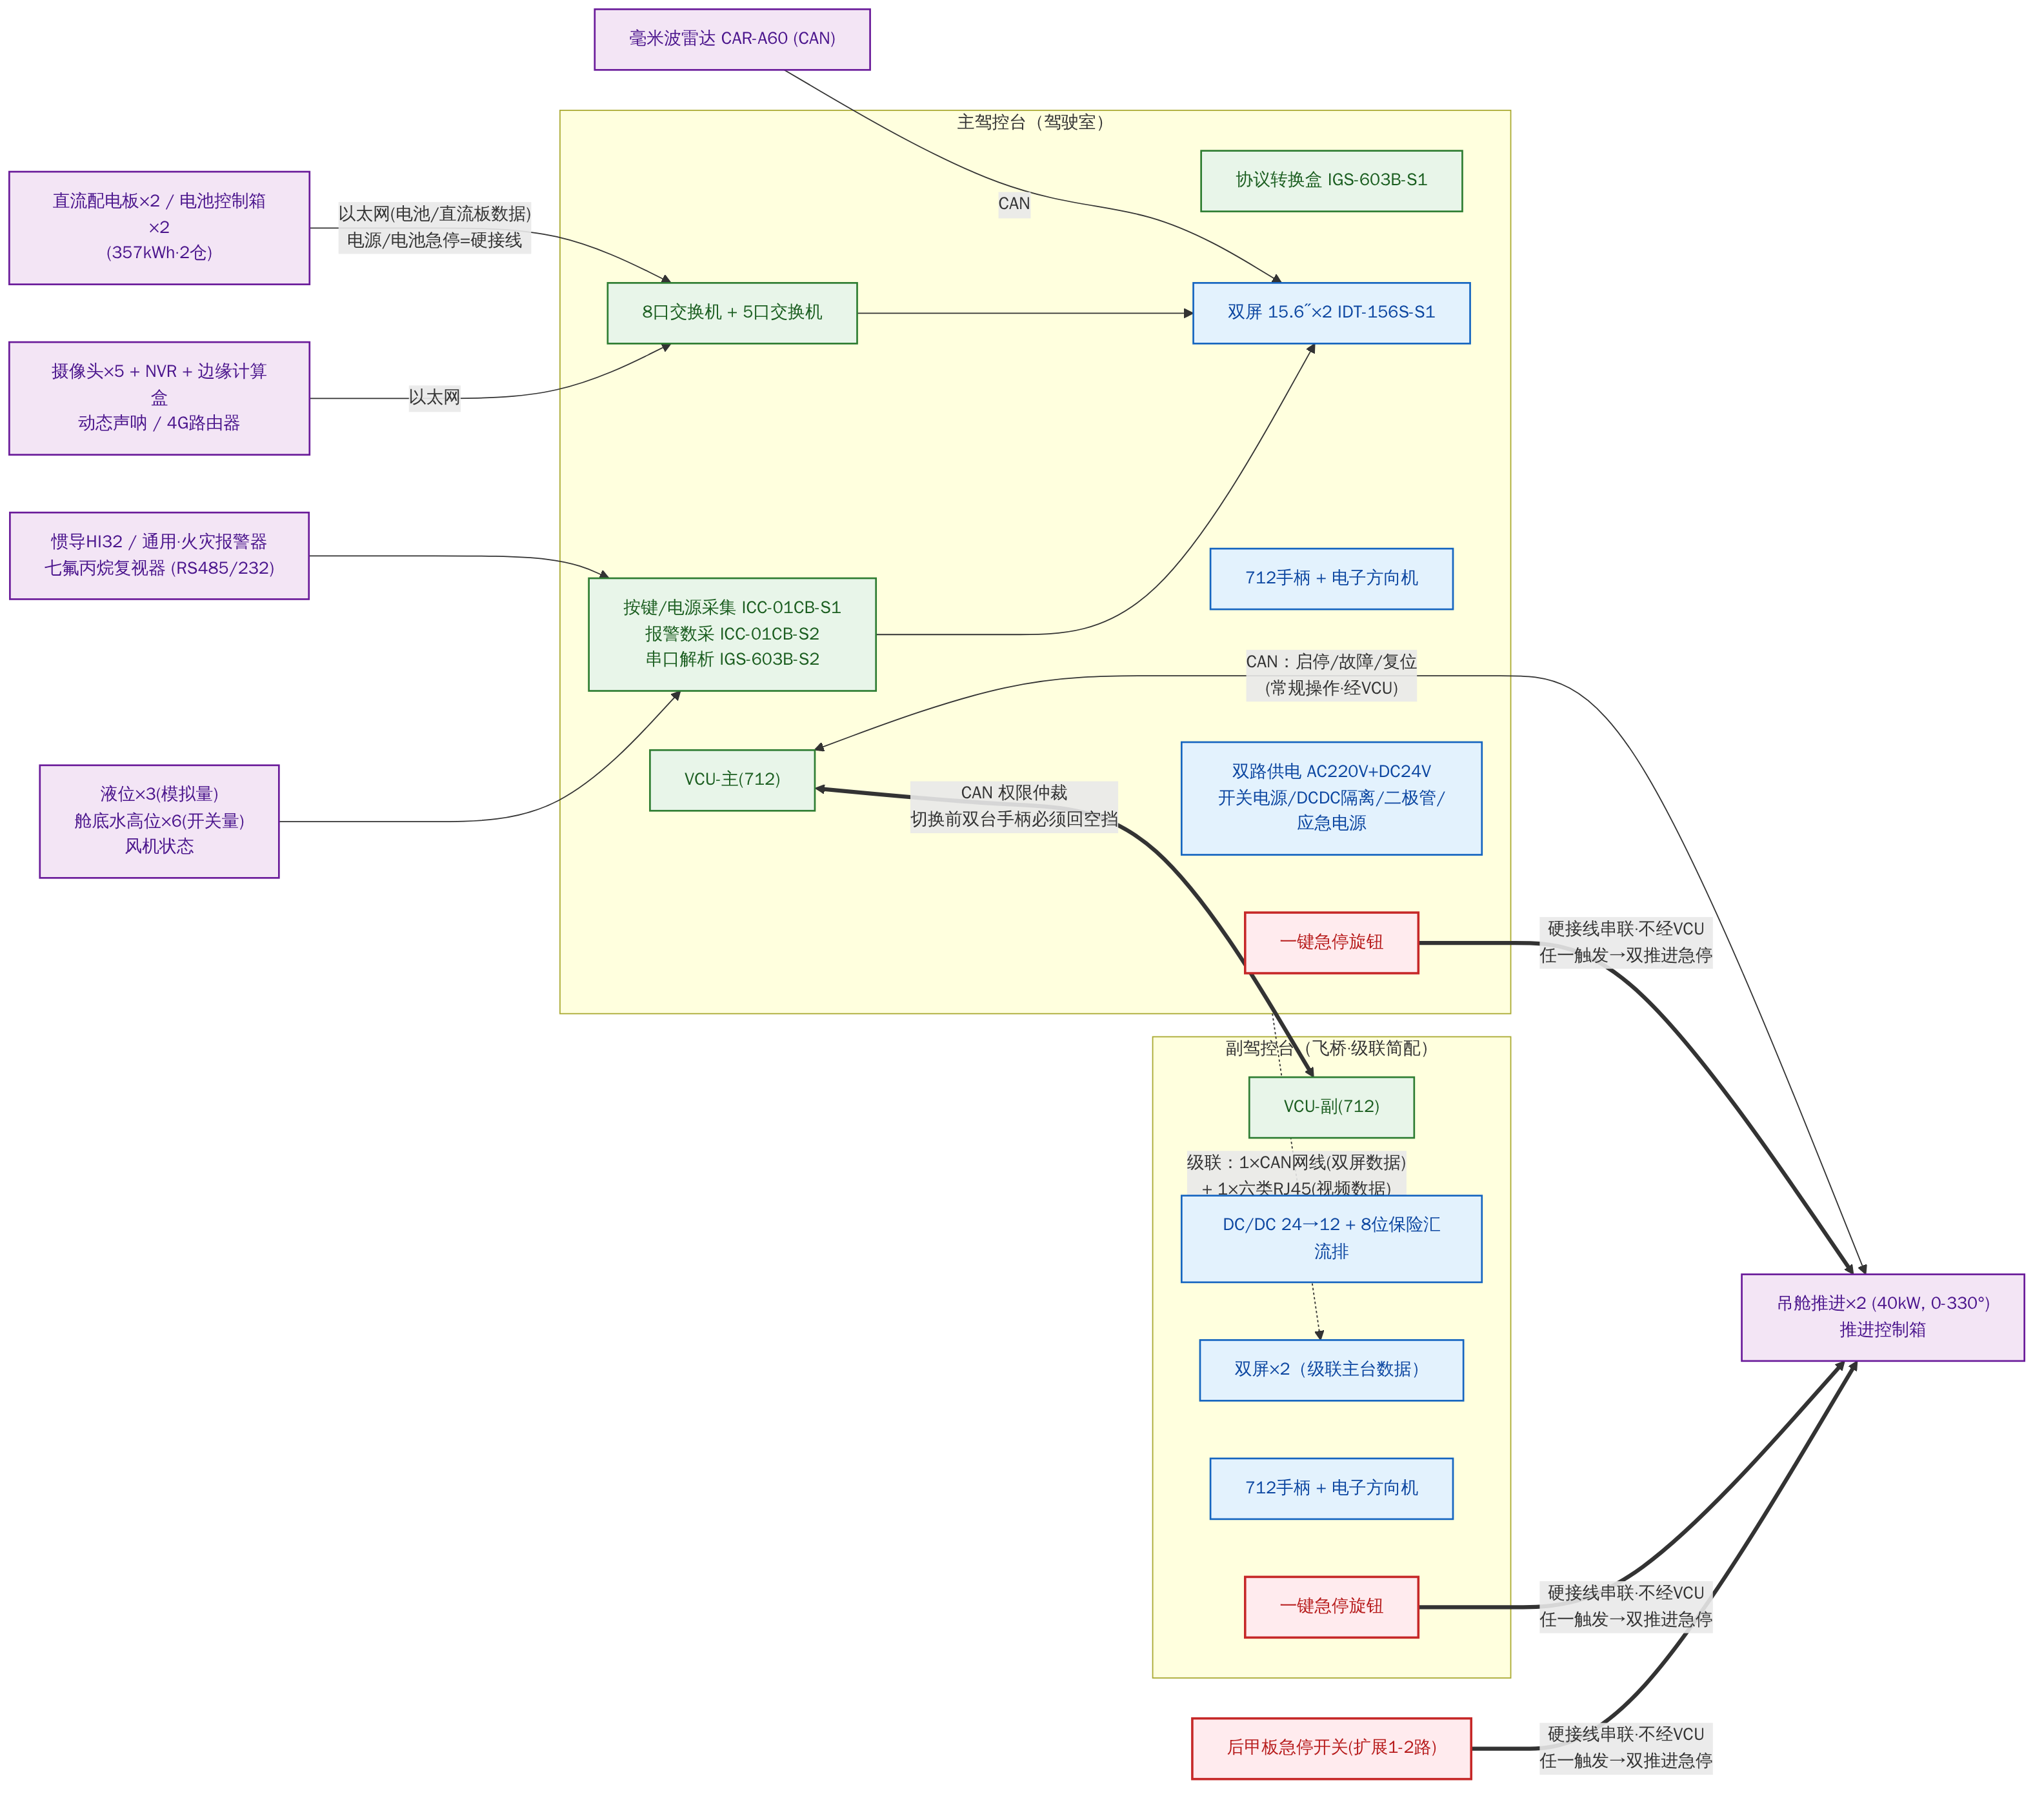 毫米波雷达 CAR-A60 (CAN)
主驾控台（驾驶室）
协议转换盒 IGS-603B-S1
CAN
直流配电板×2 / 电池控制箱
×2
(357kWh·2仓)
以太网(电池/直流板数据)
电源/电池急停=硬接线
8口交换机 + 5口交换机
双屏 15.6˝×2 IDT-156S-S1
摄像头×5 + NVR + 边缘计算
盒
动态声呐 / 4G路由器
以太网
惯导HI32 / 通用·火灾报警器
七氟丙烷复视器 (RS485/232)
712手柄 + 电子方向机
按键/电源采集 ICC-01CB-S1
报警数采 ICC-01CB-S2
串口解析 IGS-603B-S2
CAN：启停/故障/复位
(常规操作·经VCU)
VCU-主(712)
双路供电 AC220V+DC24V
开关电源/DCDC隔离/二极管/
应急电源
液位×3(模拟量)
舱底水高位×6(开关量)
风机状态
CAN 权限仲裁
切换前双台手柄必须回空挡
一键急停旋钮
硬接线串联·不经VCU
任一触发→双推进急停
副驾控台（飞桥·级联简配）
VCU-副(712)
级联：1×CAN网线(双屏数据)
+ 1×六类RJ45(视频数据)
DC/DC 24→12 + 8位保险汇
流排
吊舱推进×2 (40kW, 0-330°)
推进控制箱
双屏×2（级联主台数据）
712手柄 + 电子方向机
一键急停旋钮
硬接线串联·不经VCU
任一触发→双推进急停
后甲板急停开关(扩展1-2路)
硬接线串联·不经VCU
任一触发→双推进急停